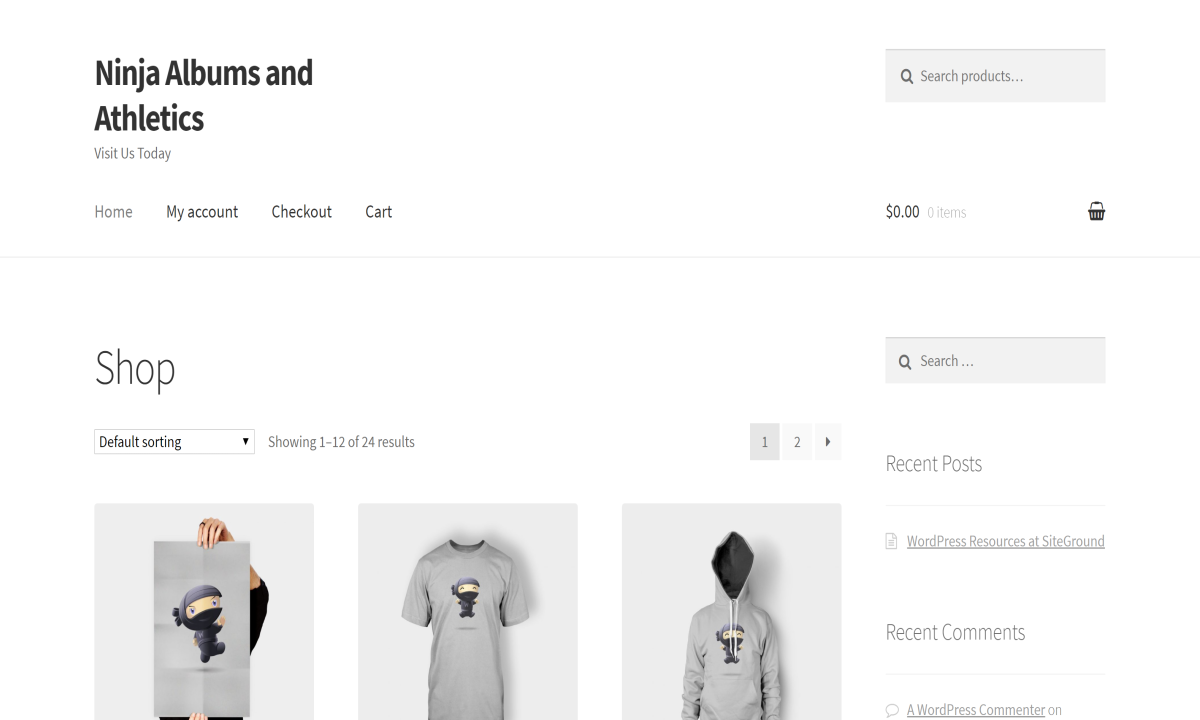 Ninja Albums and
Athletics
Visit Us Today
Search products…
Home My account Checkout Cart
$0.00 0 items
Shop
Default sorting
Showing 1–12 of 24 results
1 2
Search …
Recent Posts
WordPress Resources at SiteGround
Recent Comments
A WordPress Commenter on